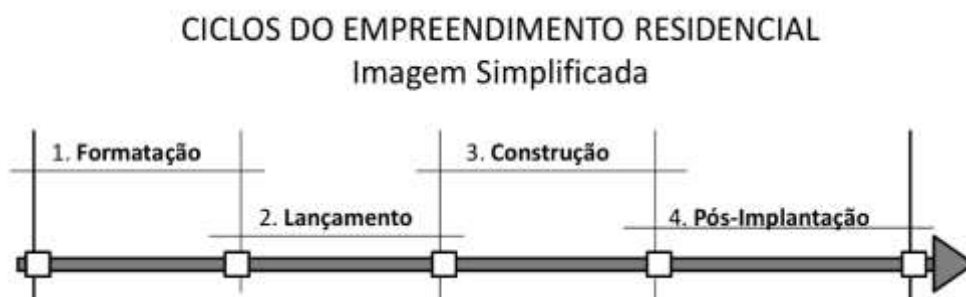 CICLOS DO EMPREENDIMENTO RESIDENCIAL
Imagem Simplificada
1. Formatação
2. Lançamento
3. Construção
4. Pós-Implantação